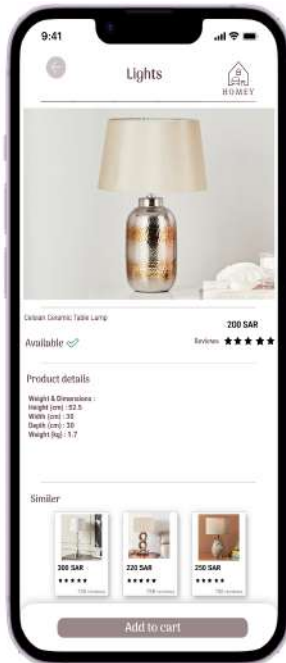 9:41
Lights
HOMEY
Ceramic Table Lamp
200 SAR
Available
Reviews
Product details
Weight & Dimensions :
Height (cm) : 52.5
Width (cm) : 30
Depth (cm) : 30
Weight (kg) : 1.7
Similer
300 SAR
220 SAR
250 SAR
Add to cart